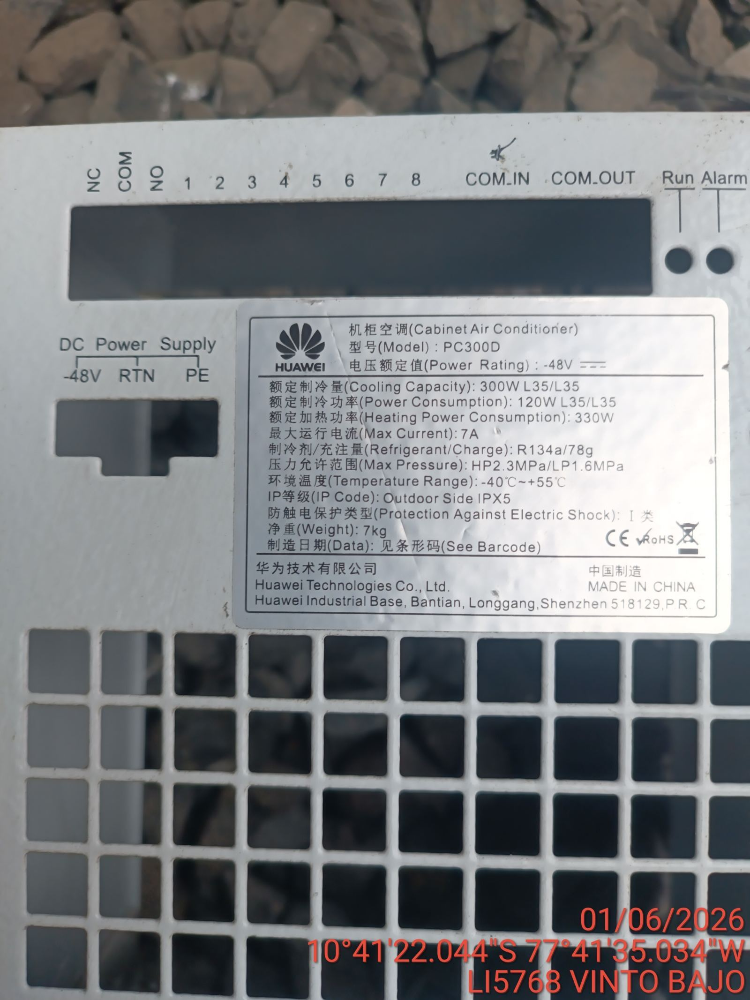 NC COM NO 1 2 3 4 5 6 7 8 COM_IN COM_OUT Run Alarm
DC Power Supply
-48V RTN PE
HUAWEI
机柜空调(Cabinet Air Conditioner)
型号(Model) : PC300D
电压额定值(Power Rating) : -48V
额定制冷量(Cooling Capacity): 300W L35/L35
额定制冷功率(Power Consumption): 120W L35/L35
额定加热功率(Heating Power Consumption): 330W
最大运行电流(Max Current): 7A
制冷剂/充注量(Refrigerant/Charge): R134a/78g
压力允许范围(Max Pressure): HP2.3MPa/LP1.6MPa
环境温度(Temperature Range): -40℃~+55℃
IP等级(IP Code): Outdoor Side IPX5
防触电保护类型(Protection Against Electric Shock): I 类
净重(Weight): 7kg
制造日期(Data): 见条形码(See Barcode)
CE RoHS
华为技术有限公司
中国制造
Huawei Technologies Co., Ltd.
MADE IN CHINA
Huawei Industrial Base, Bantian, Longgang,Shenzhen 518129,P.R. C
01/06/2026
10°41'22.044"S 77°41'35.034"W
LI5768 VINTO BAJO